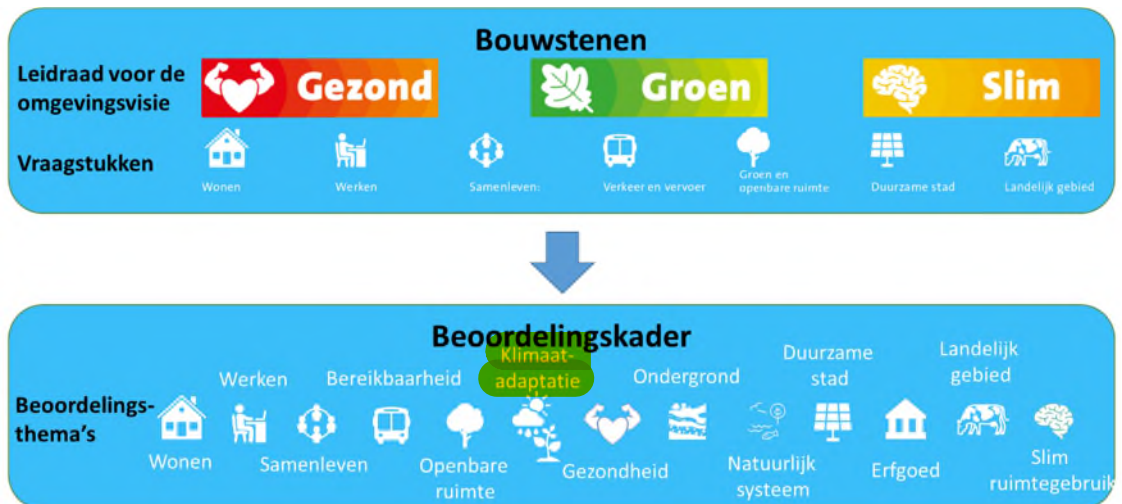 Bouwstenen
Leidraad voor de
omgevingsvisie
Gezond
Groen
Slim
Vraagstukken
Wonen
Werken
Samenleven:
Verkeer en vervoer
Groen en
openbare ruimte
Duurzame stad
Landelijk gebied
Beoordelingskader
Beoordelings-
thema's
Wonen
Werken
Samenleven
Bereikbaarheid
Openbare
ruimte
Klimaat-
adaptatie
Gezondheid
Ondergrond
Natuurlijk
systeem
Duurzame
stad
Erfgoed
Landelijk
gebied
Slim
ruimtegebruik